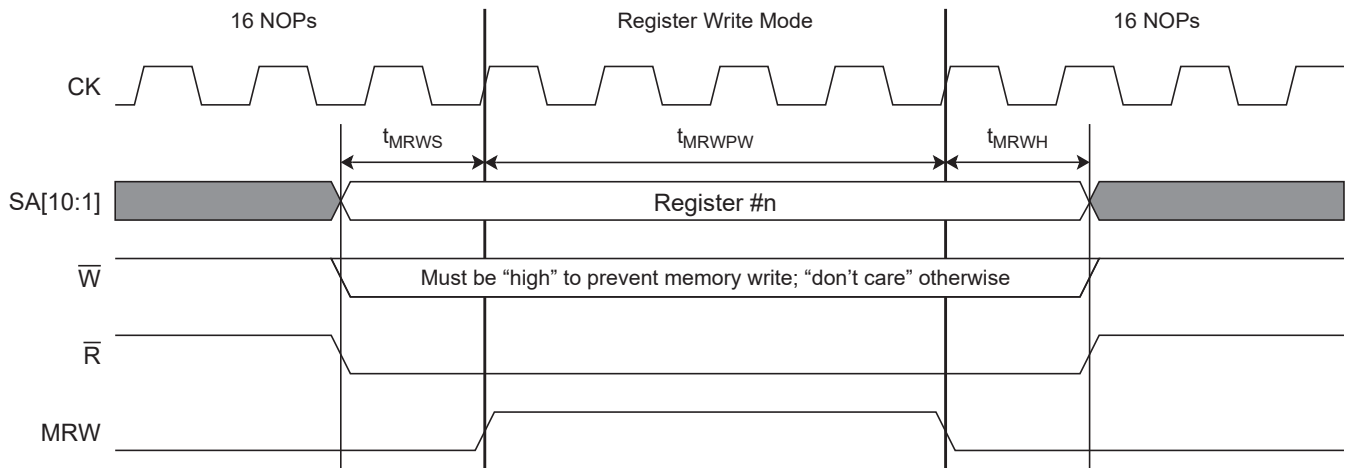 16 NOPs Register Write Mode 16 NOPs
CK
tMRWS tMRWPW tMRWH
SA[10:1] Register #n
W̅ Must be “high” to prevent memory write; “don’t care” otherwise
R̅
MRW